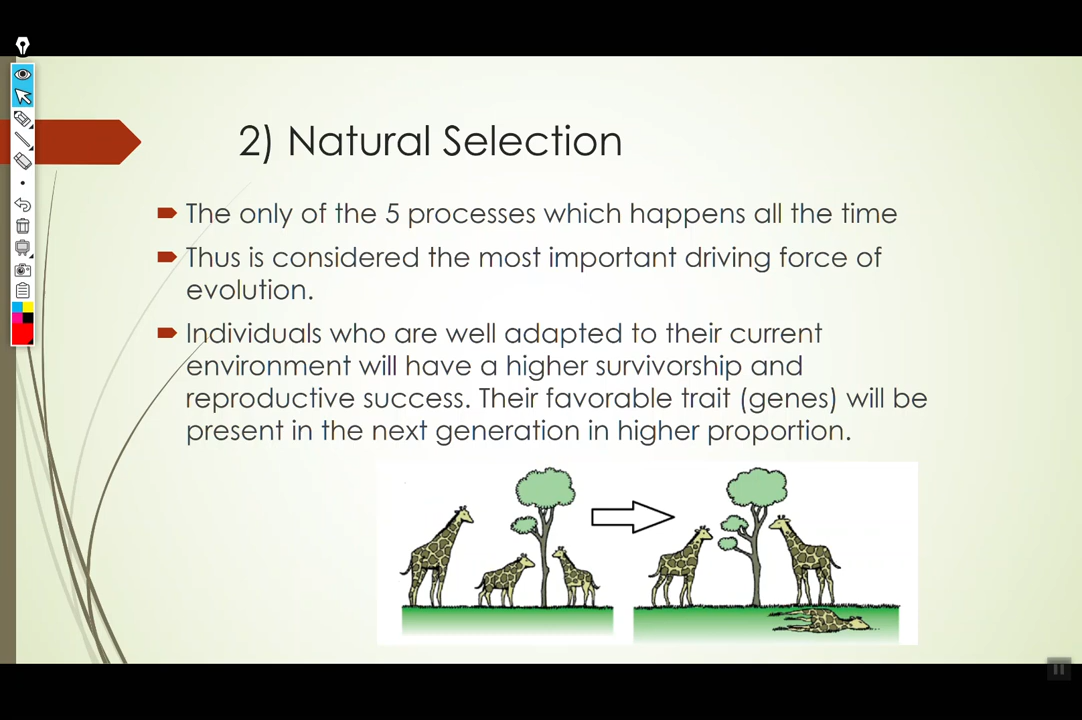 2) Natural Selection
The only of the 5 processes which happens all the time
Thus is considered the most important driving force of
evolution.
Individuals who are well adapted to their current
environment will have a higher survivorship and
reproductive success. Their favorable trait (genes) will be
present in the next generation in higher proportion.